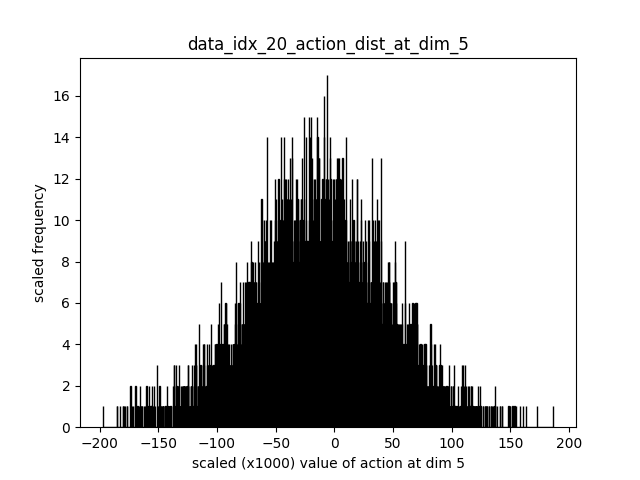 data_idx_20_action_dist_at_dim_5
scaled frequency
16
14
12
10
8
6
4
2
0
−200 −150 −100 −50 0 50 100 150 200
scaled (x1000) value of action at dim 5